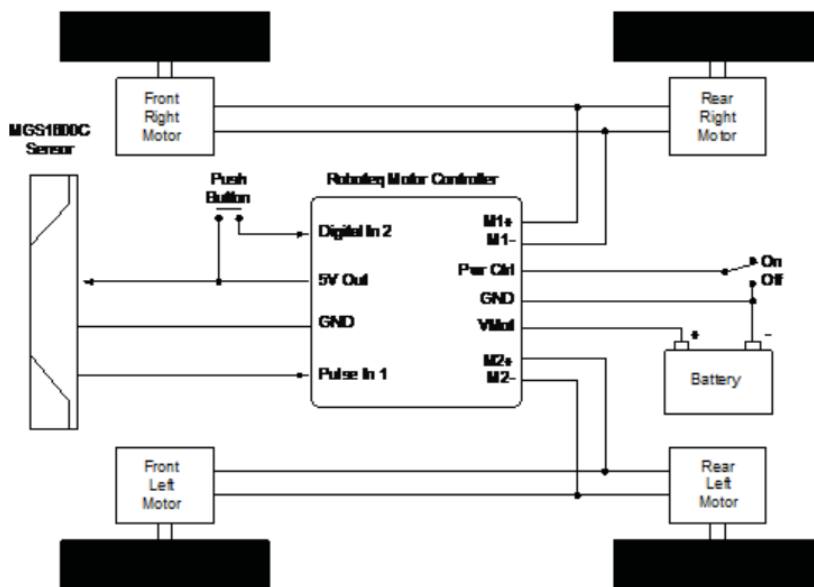 Front
Right
Motor
Rear
Right
Motor
MGS1600C
Sensor
Push
Button
Roboteq Motor Controller
Digital In 2
5V Out
GND
Pulse In 1
M1+
M1-
Pwr Ctrl
GND
VMot
M2+
M2-
On
Off
+
-
Battery
Front
Left
Motor
Rear
Left
Motor